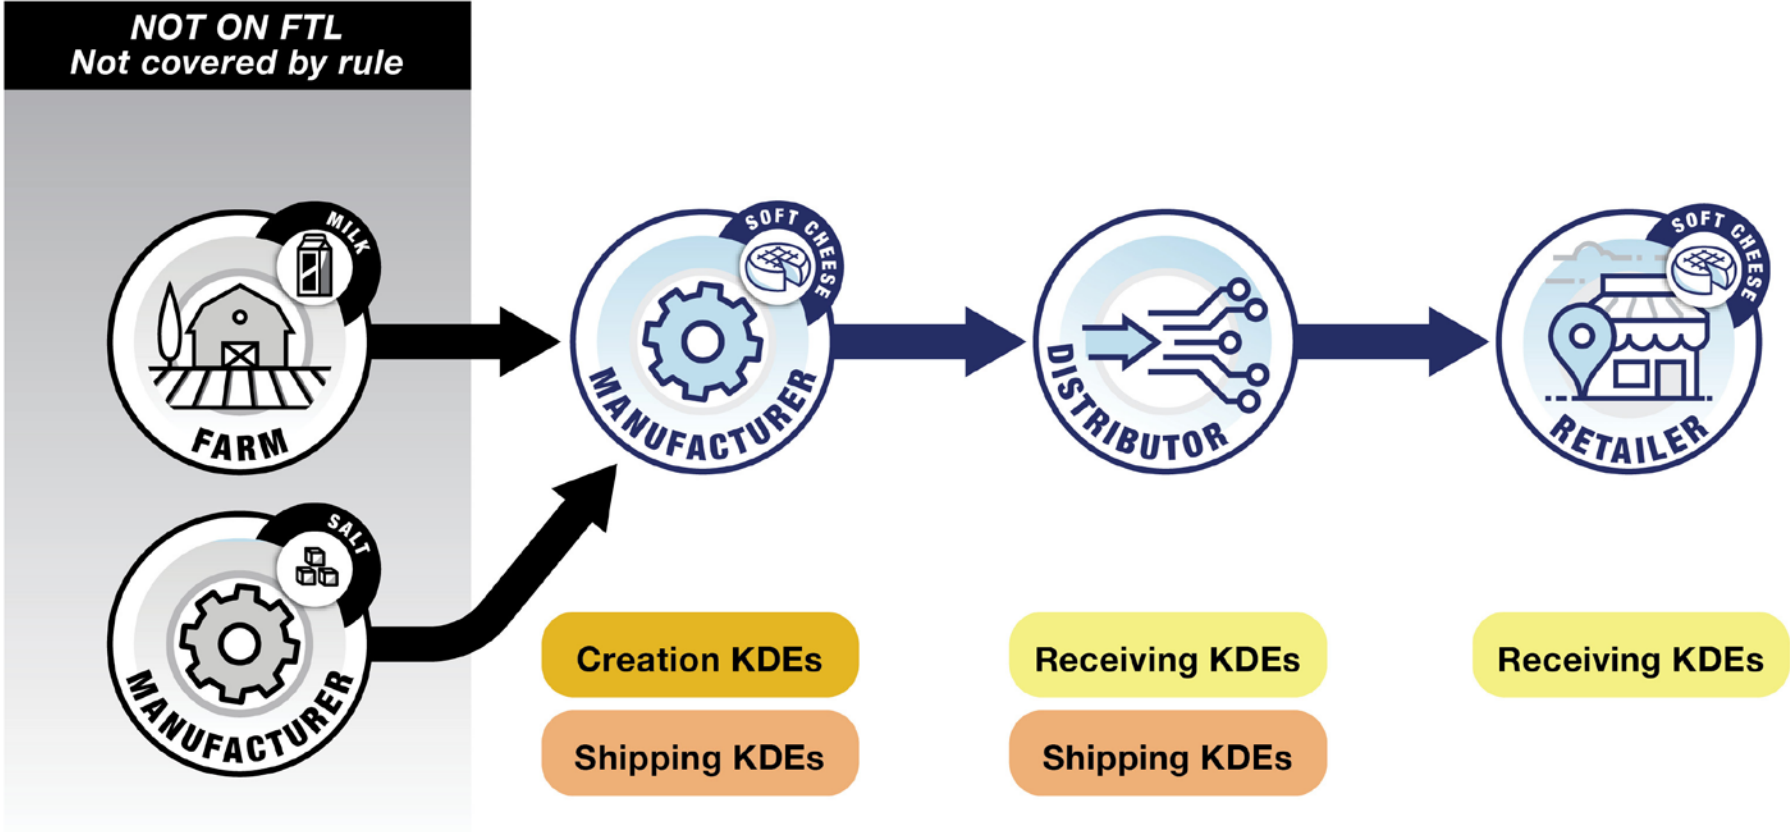 NOT ON FTL
Not covered by rule
MILK
FARM
SALT
MANUFACTURER
SOFT CHEESE
MANUFACTURER
DISTRIBUTOR
SOFT CHEESE
RETAILER
Creation KDEs
Shipping KDEs
Receiving KDEs
Shipping KDEs
Receiving KDEs